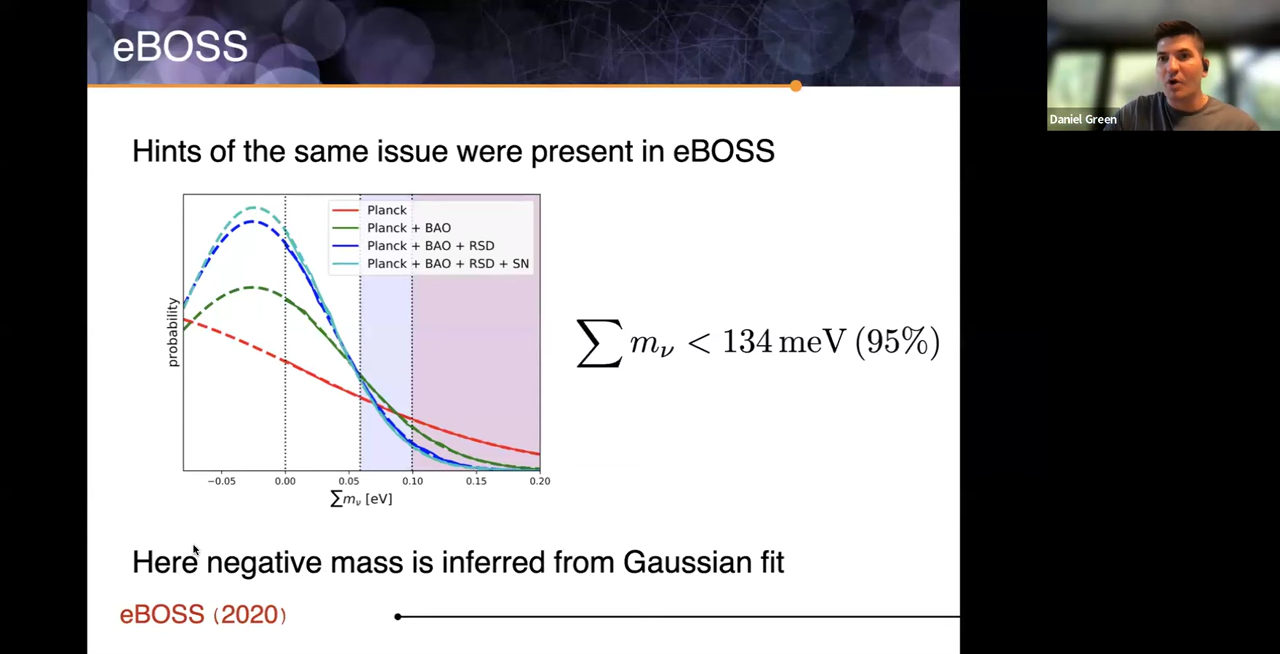 eBOSS
Daniel Green
Hints of the same issue were present in eBOSS
Planck
Planck + BAO
Planck + BAO + RSD
Planck + BAO + RSD + SN
probability
−0.05 0.00 0.05 0.10 0.15 0.20
∑mᵥ [eV]
∑ mᵥ < 134 meV (95%)
Here negative mass is inferred from Gaussian fit
eBOSS (2020)